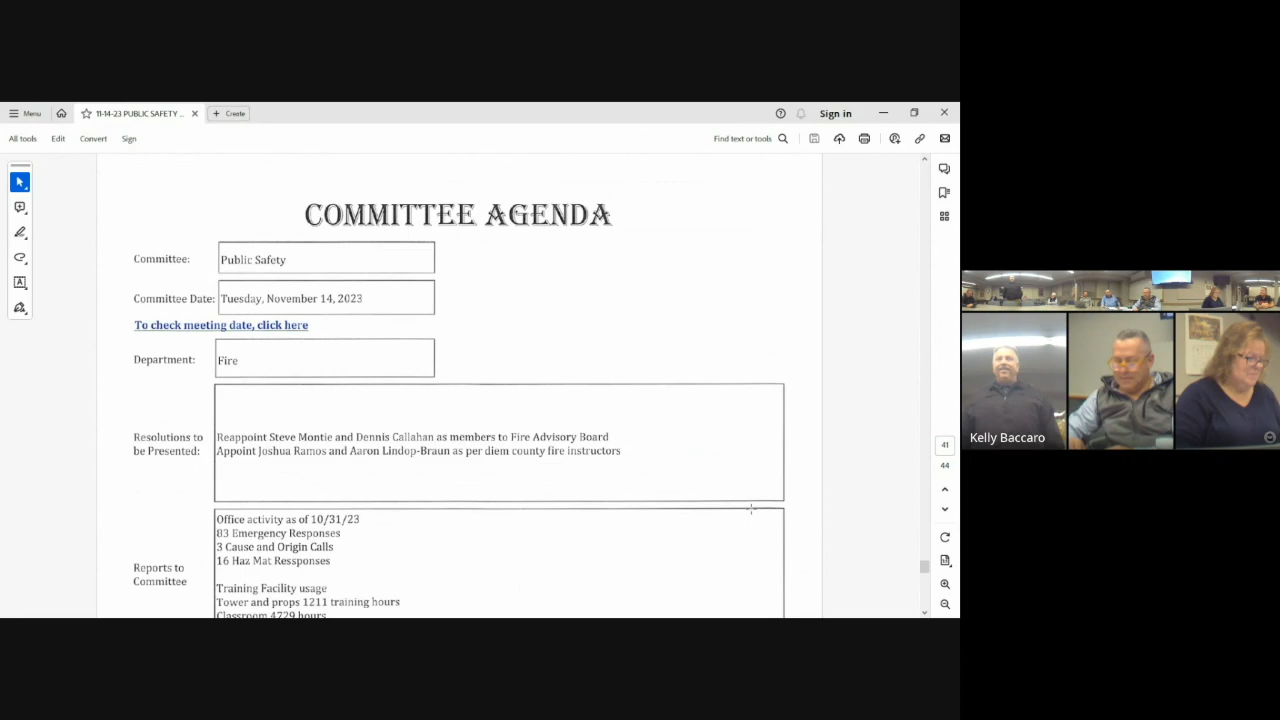 Menu
11-14-23 PUBLIC SAFETY ...
Create
Sign in
All tools
Edit
Convert
Sign
Find text or tools
COMMITTEE AGENDA
Committee:
Public Safety
Committee Date:
Tuesday, November 14, 2023
To check meeting date, click here
Department:
Fire
Resolutions to
be Presented:
Reappoint Steve Montie and Dennis Callahan as members to Fire Advisory Board
Appoint Joshua Ramos and Aaron Lindop-Braun as per diem county fire instructors
Reports to
Committee
Office activity as of 10/31/23
83 Emergency Responses
3 Cause and Origin Calls
16 Haz Mat Ressponses
Training Facility usage
Tower and props 1211 training hours
Classroom 4729 hours
41
44
Kelly Baccaro